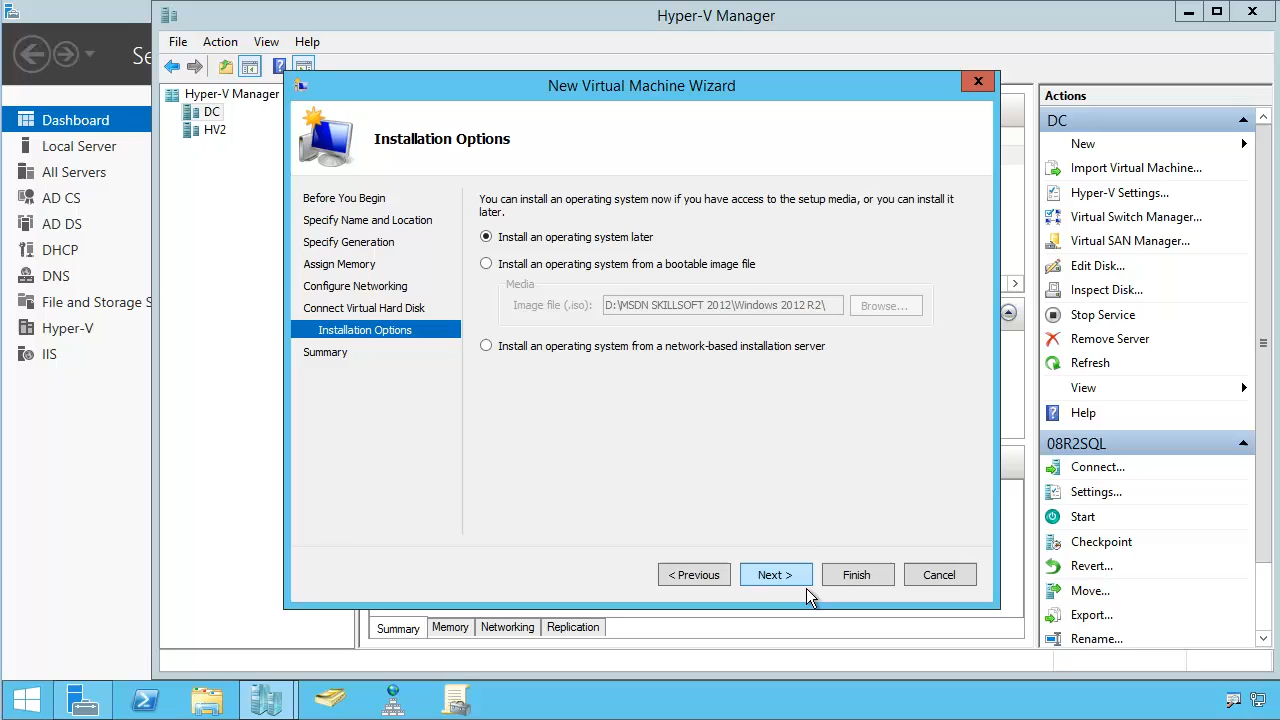 Hyper-V Manager
Se
File Action View Help
New Virtual Machine Wizard
Hyper-V Manager
DC
HV2
Dashboard
Local Server
All Servers
AD CS
AD DS
DHCP
DNS
File and Storage S
Hyper-V
IIS
Installation Options
Before You Begin
Specify Name and Location
Specify Generation
Assign Memory
Configure Networking
Connect Virtual Hard Disk
Installation Options
Summary
You can install an operating system now if you have access to the setup media, or you can install it
later.
Install an operating system later
Install an operating system from a bootable image file
Media
Image file (.iso): D:\MSDN SKILLSOFT 2012\Windows 2012 R2\ Browse...
Install an operating system from a network-based installation server
< Previous Next > Finish Cancel
Summary Memory Networking Replication
Actions
DC
New
Import Virtual Machine...
Hyper-V Settings...
Virtual Switch Manager...
Virtual SAN Manager...
Edit Disk...
Inspect Disk...
Stop Service
Remove Server
Refresh
View
Help
08R2SQL
Connect...
Settings...
Start
Checkpoint
Revert...
Move...
Export...
Rename...